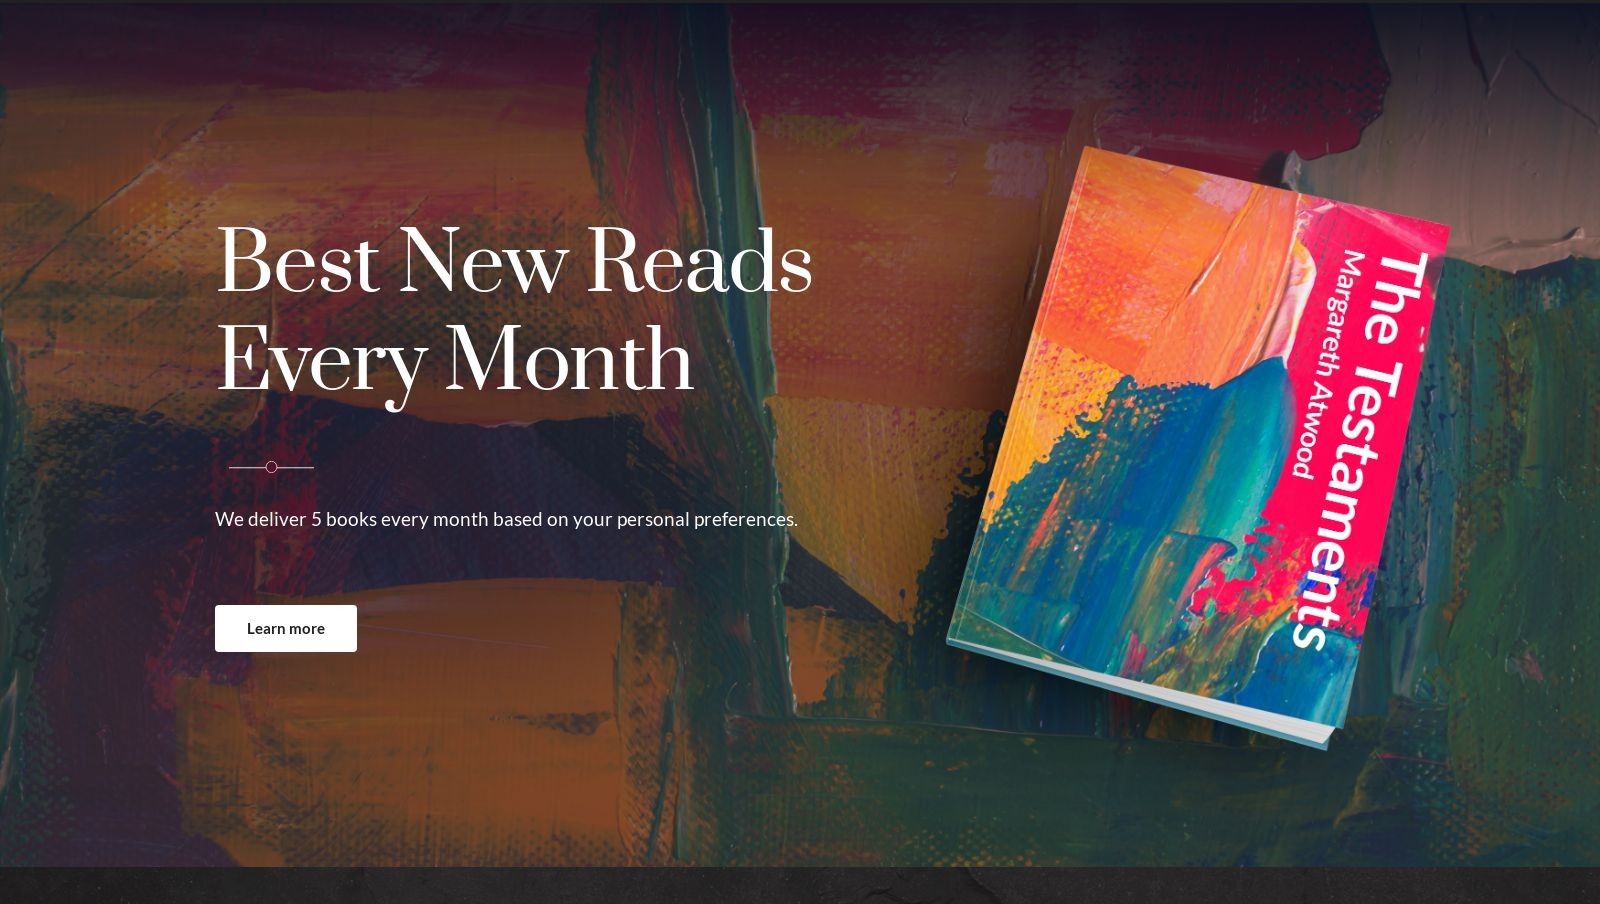 Best New Reads
Every Month
We deliver 5 books every month based on your personal preferences.
Learn more
The Testaments
Margareth Atwood